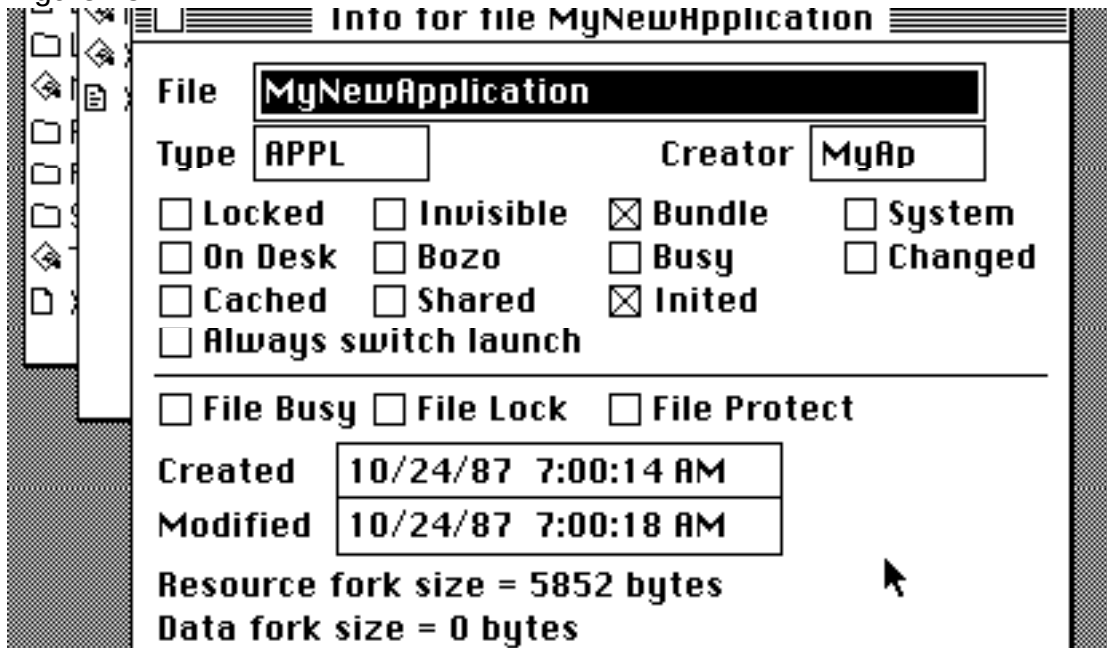 Info for file MyNewApplication
File MyNewApplication
Type APPL Creator MyAp
Locked Invisible Bundle System
On Desk Bozo Busy Changed
Cached Shared Inited
Always switch launch
File Busy File Lock File Protect
Created 10/24/87 7:00:14 AM
Modified 10/24/87 7:00:18 AM
Resource fork size = 5852 bytes
Data fork size = 0 bytes